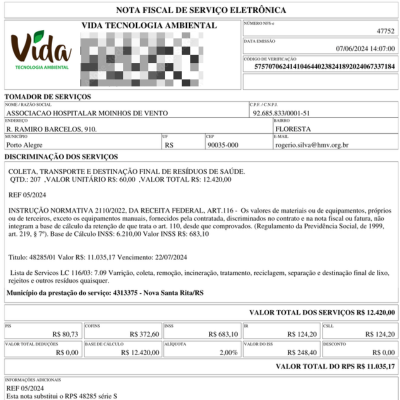 NOTA FISCAL DE SERVIÇO ELETRÔNICA
Vida
TECNOLOGIA AMBIENTAL
VIDA TECNOLOGIA AMBIENTAL
NÚMERO NFS-e
47752
DATA EMISSÃO
07/06/2024 14:07:00
CÓDIGO DE VERIFICAÇÃO
5757070624141046440238241892024067337184
TOMADOR DE SERVIÇOS
NOME / RAZÃO SOCIAL C.P.F. / C.N.P.J.
ASSOCIACAO HOSPITALAR MOINHOS DE VENTO 92.685.833/0001-51
ENDEREÇO BAIRRO
R. RAMIRO BARCELOS, 910. FLORESTA
MUNICÍPIO UF CEP E-MAIL
Porto Alegre RS 90035-000 rogerio.silva@hmv.org.br
DISCRIMINAÇÃO DOS SERVIÇOS
COLETA, TRANSPORTE E DESTINAÇÃO FINAL DE RESÍDUOS DE SAÚDE.
QTD.: 207 ,VALOR UNITÁRIO R$: 60,00 ,VALOR TOTAL R$: 12.420,00
REF 05/2024
INSTRUÇÃO NORMATIVA 2110/2022, DA RECEITA FEDERAL, ART.116 - Os valores de materiais ou de equipamentos, próprios
ou de terceiros, exceto os equipamentos manuais, fornecidos pela contratada, discriminados no contrato e na nota fiscal ou fatura, não
integram a base de cálculo da retenção de que trata o art. 110, desde que comprovados. (Regulamento da Previdência Social, de 1999,
art. 219, § 7º). Base de Cálculo INSS: 6.210,00 Valor INSS R$: 683,10
Título: 48285/01 Valor R$: 11.035,17 Vencimento: 22/07/2024
Lista de Servicos LC 116/03: 7.09 Varrição, coleta, remoção, incineração, tratamento, reciclagem, separação e destinação final de lixo,
rejeitos e outros resíduos quaisquer.
Município da prestação do serviço: 4313375 - Nova Santa Rita/RS
VALOR TOTAL DOS SERVIÇOS R$ 12.420,00
PIS COFINS INSS IR CSLL
R$ 80,73 R$ 372,60 R$ 683,10 R$ 124,20 R$ 124,20
VALOR DEDUÇÕES BASE DE CÁLCULO ALÍQUOTA VALOR DO ISS DESCONTO
R$ 0,00 R$ 12.420,00 2,00% R$ 248,40 R$ 0,00
VALOR TOTAL DO RPS R$ 11.035,17
INFORMAÇÕES ADICIONAIS
REF 05/2024
Esta nota substitui o RPS 48285 série S